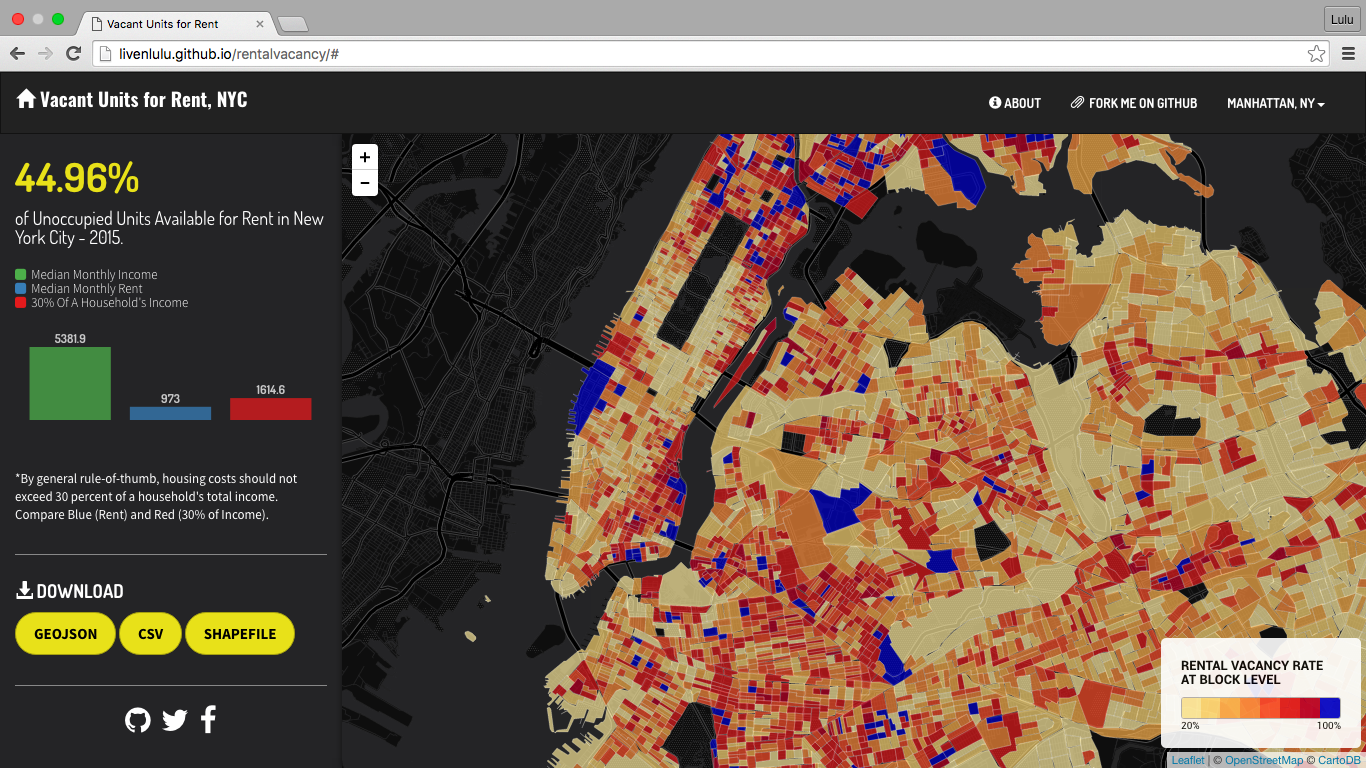 Vacant Units for Rent
Lulu
livenlulu.github.io/rentalvacancy/#
Vacant Units for Rent, NYC
ABOUT
FORK ME ON GITHUB
MANHATTAN, NY
+
-
44.96%
of Unoccupied Units Available for Rent in New
York City - 2015.
Median Monthly Income
Median Monthly Rent
30% Of A Household's Income
5381.9
973
1614.6
*By general rule-of-thumb, housing costs should not
exceed 30 percent of a household's total income.
Compare Blue (Rent) and Red (30% of Income).
DOWNLOAD
GEOJSON
CSV
SHAPEFILE
RENTAL VACANCY RATE
AT BLOCK LEVEL
20%
100%
Leaflet | © OpenStreetMap © CartoDB